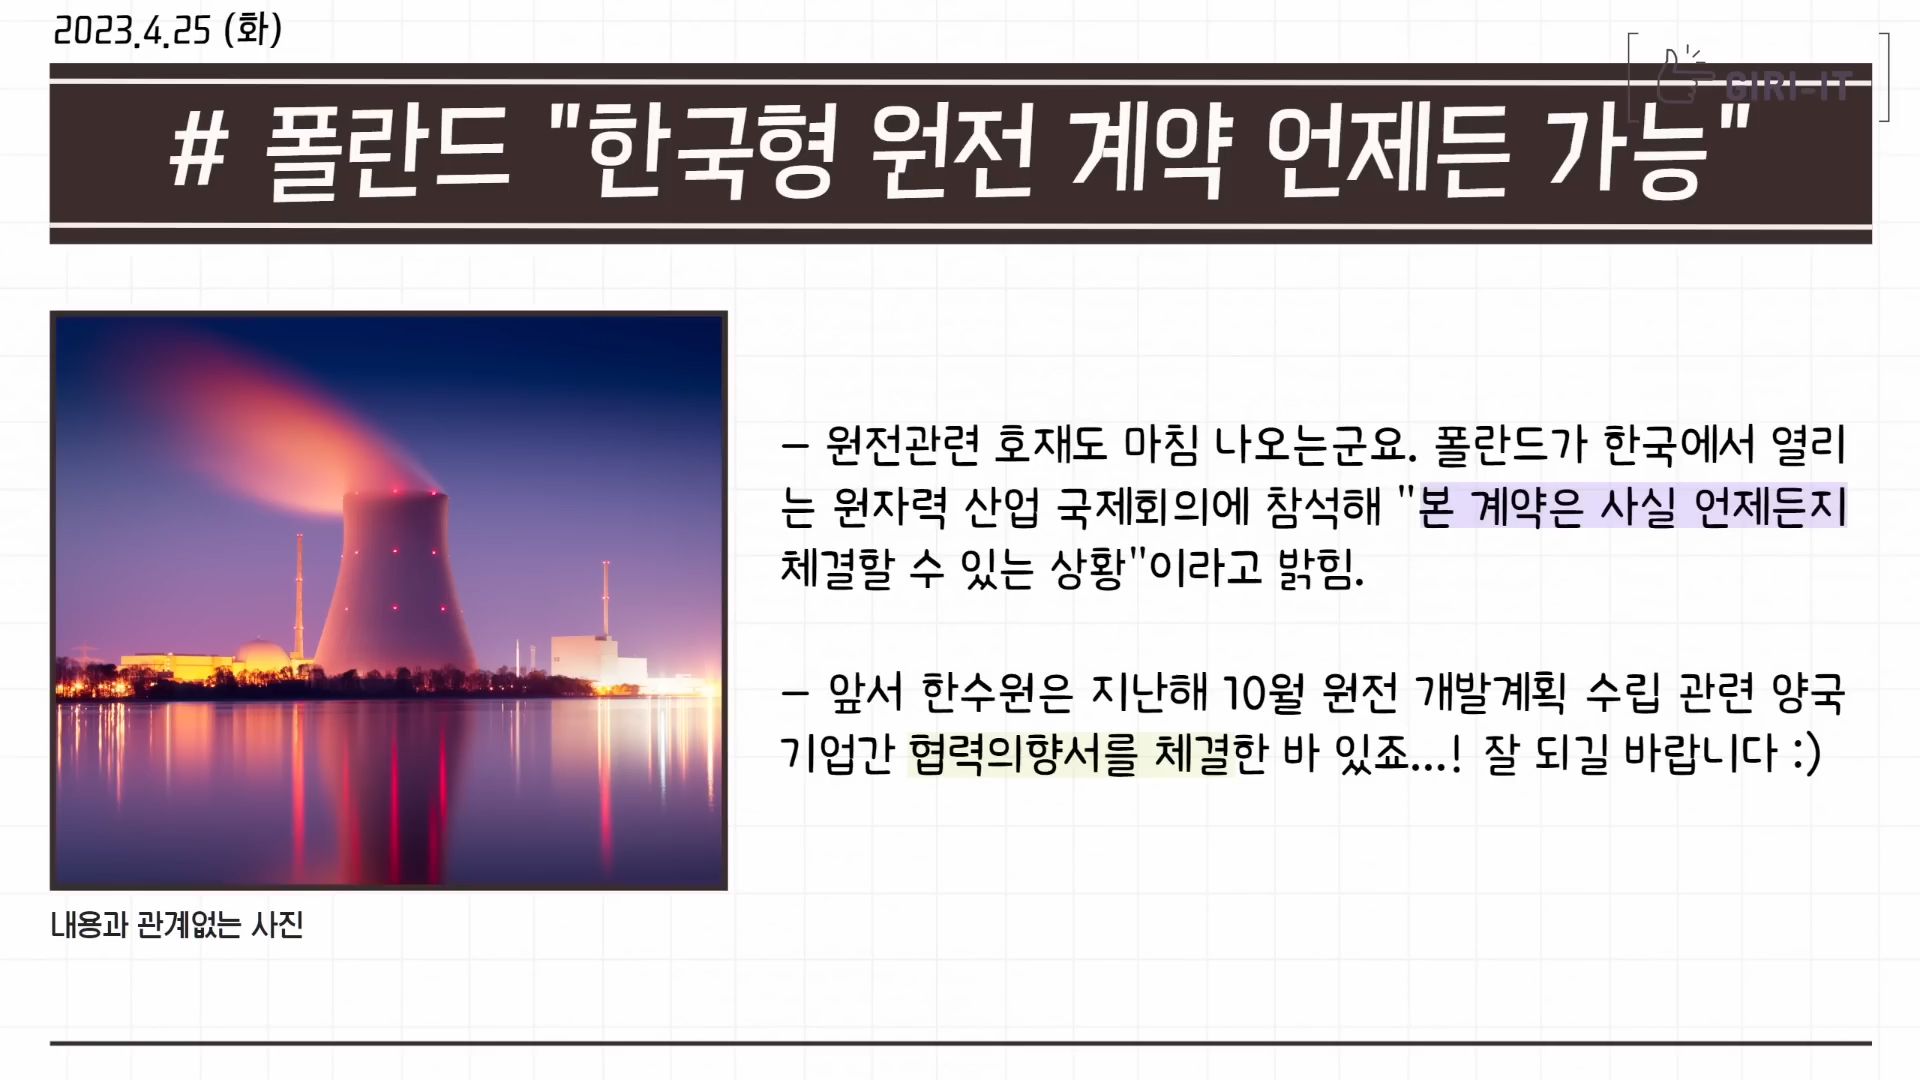 2023.4.25 (화)
GIRI-IT
# 폴란드 "한국형 원전 계약 언제든 가능"
- 원전관련 호재도 마침 나오는군요. 폴란드가 한국에서 열리
는 원자력 산업 국제회의에 참석해 "본 계약은 사실 언제든지
체결할 수 있는 상황"이라고 밝힘.
- 앞서 한수원은 지난해 10월 원전 개발계획 수립 관련 양국
기업간 협력의향서를 체결한 바 있죠...! 잘 되길 바랍니다 :)
내용과 관계없는 사진